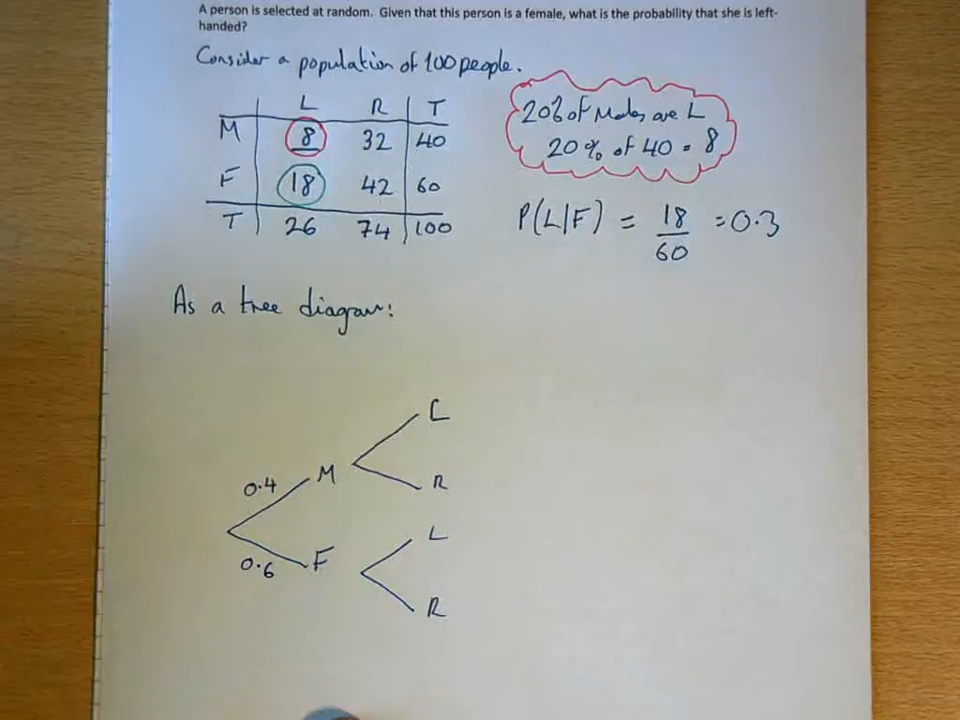 A person is selected at random. Given that this person is a female, what is the probability that she is left-
handed?
Consider a population of 100 people.
L R T
M 8 32 40
F 18 42 60
T 26 74 100
20% of Males are L
20% of 40 = 8
P(L|F) = 18/60 = 0.3
As a tree diagram:
L
0.4 M
R
L
0.6 F
R